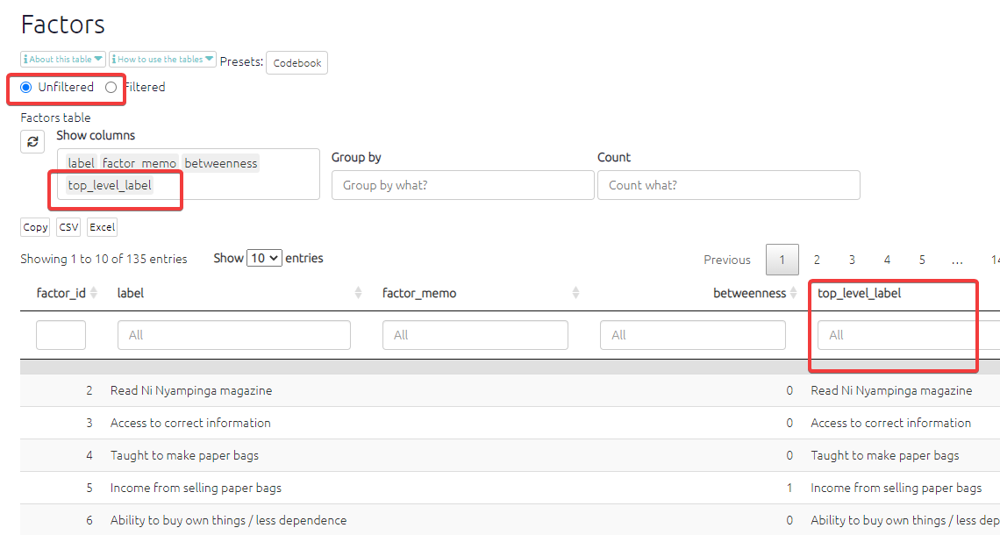 Factors
About this table How to use the tables Presets: Codebook
Unfiltered Filtered
Factors table
Show columns
label factor_memo betweenness
top_level_label
Group by
Group by what?
Count
Count what?
Copy CSV Excel
Showing 1 to 10 of 135 entries Show 10 entries Previous 1 2 3 4 5 ... 14
factor_id label factor_memo betweenness top_level_label
All All All All
2 Read Ni Nyampinga magazine 0 Read Ni Nyampinga magazine
3 Access to correct information 0 Access to correct information
4 Taught to make paper bags 0 Taught to make paper bags
5 Income from selling paper bags 1 Income from selling paper bags
6 Ability to buy own things / less dependence 0 Ability to buy own things / less dep